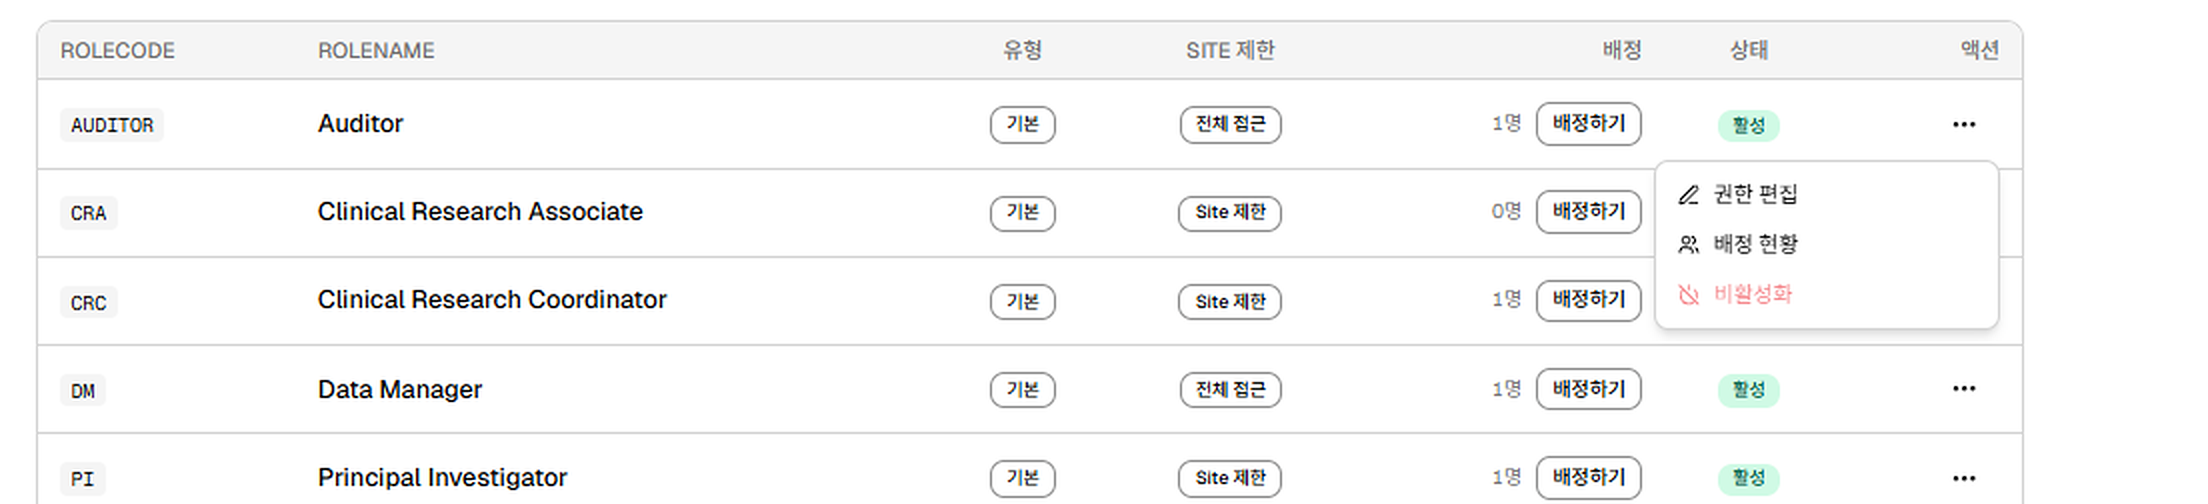 ROLECODE ROLENAME 유형 SITE 제한 배정 상태 액션
AUDITOR Auditor 기본 전체 접근 1명 배정하기 활성 •••
CRA Clinical Research Associate 기본 Site 제한 0명 배정하기
권한 편집
배정 현황
비활성화
CRC Clinical Research Coordinator 기본 Site 제한 1명 배정하기
DM Data Manager 기본 전체 접근 1명 배정하기 활성 •••
PI Principal Investigator 기본 Site 제한 1명 배정하기 활성 •••